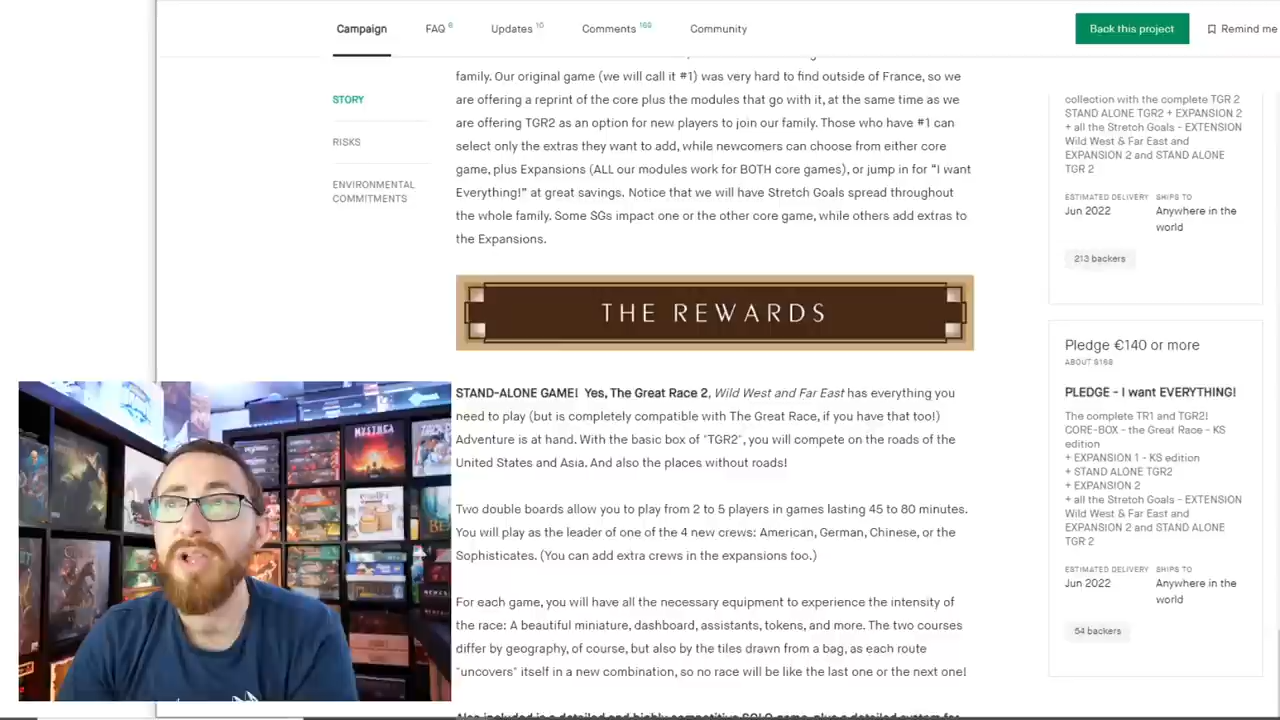 Campaign
FAQ 6
Updates 10
Comments 169
Community
Back this project
Remind me
STORY
RISKS
ENVIRONMENTAL
COMMITMENTS
family. Our original game (we will call it #1) was very hard to find outside of France, so we
are offering a reprint of the core plus the modules that go with it, at the same time as we
are offering TGR2 as an option for new players to join our family. Those who have #1 can
select only the extras they want to add, while newcomers can choose from either core
game, plus Expansions (ALL our modules work for BOTH core games), or jump in for "I want
Everything!" at great savings. Notice that we will have Stretch Goals spread throughout
the whole family. Some SGs impact one or the other core game, while others add extras to
the Expansions.
THE REWARDS
STAND-ALONE GAME! Yes, The Great Race 2, Wild West and Far East has everything you
need to play (but is completely compatible with The Great Race, if you have that too!)
Adventure is at hand. With the basic box of "TGR2", you will compete on the roads of the
United States and Asia. And also the places without roads!
Two double boards allow you to play from 2 to 5 players in games lasting 45 to 80 minutes.
You will play as the leader of one of the 4 new crews: American, German, Chinese, or the
Sophisticates. (You can add extra crews in the expansions too.)
For each game, you will have all the necessary equipment to experience the intensity of
the race: A beautiful miniature, dashboard, assistants, tokens, and more. The two courses
differ by geography, of course, but also by the tiles drawn from a bag, as each route
"uncovers" itself in a new combination, so no race will be like the last one or the next one!
Also included is a detailed and highly competitive SOLO game, plus a detailed system for
collection with the complete TGR 2
STAND ALONE TGR2 + EXPANSION 2
+ all the Stretch Goals - EXTENSION
Wild West & Far East and
EXPANSION 2 and STAND ALONE
TGR 2
ESTIMATED DELIVERY
Jun 2022
SHIPS TO
Anywhere in the
world
213 backers
Pledge €140 or more
ABOUT $168
PLEDGE - I want EVERYTHING!
The complete TR1 and TGR2!
CORE-BOX - the Great Race - KS
edition
+ EXPANSION 1 - KS edition
+ STAND ALONE TGR2
+ EXPANSION 2
+ all the Stretch Goals - EXTENSION
Wild West & Far East and
EXPANSION 2 and STAND ALONE
TGR 2
ESTIMATED DELIVERY
Jun 2022
SHIPS TO
Anywhere in the
world
54 backers